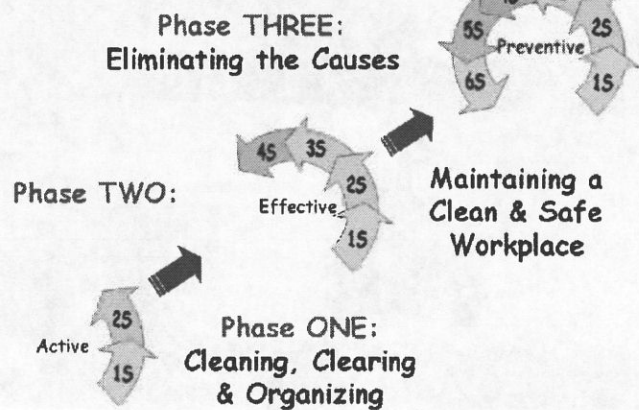 Phase THREE:
Eliminating the Causes
5S
2S
Preventive
6S
1S
4S
3S
Phase TWO:
2S
Effective
1S
Maintaining a
Clean & Safe
Workplace
2S
Active
1S
Phase ONE:
Cleaning, Clearing
& Organizing